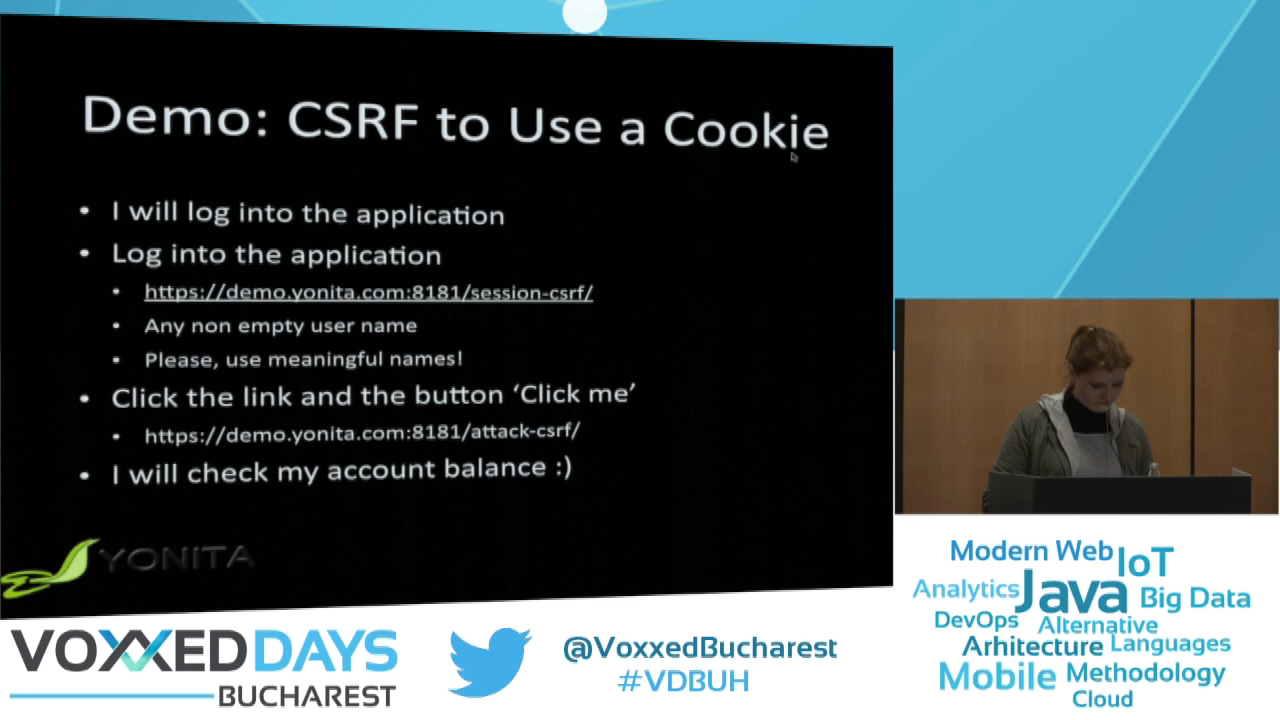 Demo: CSRF to Use a Cookie
• I will log into the application
• Log into the application
• https://demo.yonita.com:8181/session-csrf/
• Any non empty user name
• Please, use meaningful names!
• Click the link and the button ‘Click me’
• https://demo.yonita.com:8181/attack-csrf/
• I will check my account balance :)
YONITA
VOXXED DAYS
BUCHAREST
@VoxxedBucharest
#VDBUH
Modern Web
IoT
Analytics
Java
Big Data
DevOps
Alternative
Arhitecture
Languages
Mobile
Methodology
Cloud